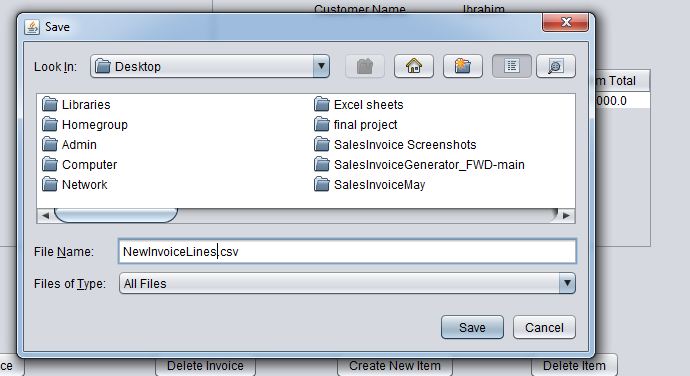 Customer Name Ibrahim
Save
Look In: Desktop
m Total
000.0
Libraries Excel sheets
Homegroup final project
Admin SalesInvoice Screenshots
Computer SalesInvoiceGenerator_FWD-main
Network SalesInvoiceMay
File Name: NewInvoiceLines.csv
Files of Type: All Files
Save Cancel
ce Delete Invoice Create New Item Delete Item